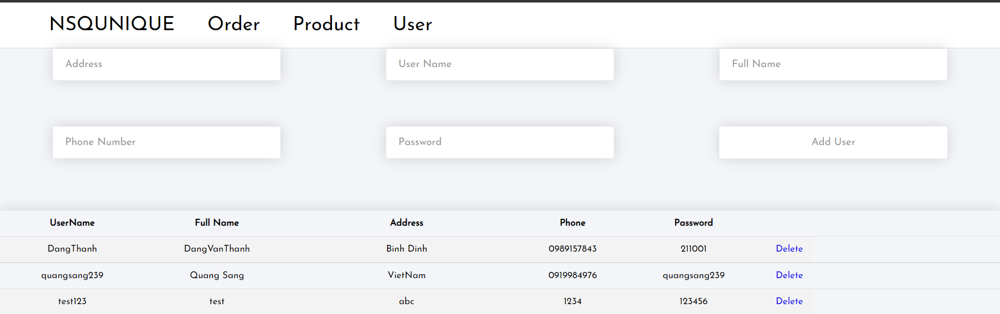 NSQUNIQUE Order Product User
Address User Name Full Name
Phone Number Password Add User
UserName Full Name Address Phone Password
DangThanh DangVanThanh Binh Dinh 0989157843 211001 Delete
quangsang239 Quang Sang VietNam 0919984976 quangsang239 Delete
test123 test abc 1234 123456 Delete